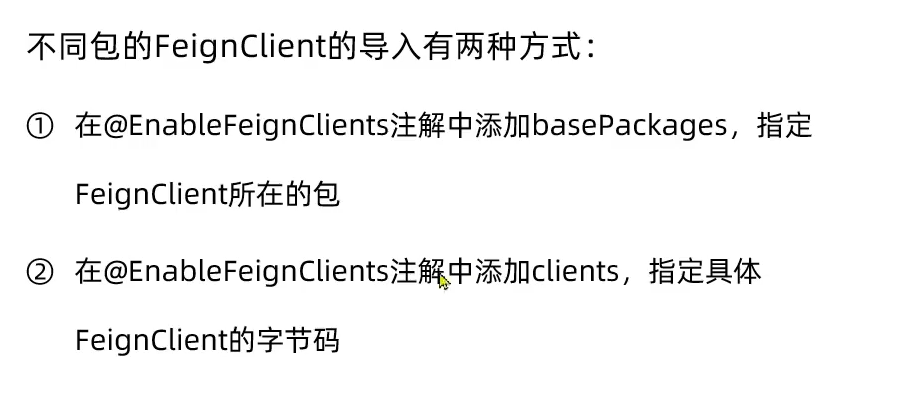 不同包的FeignClient的导入有两种方式：
① 在@EnableFeignClients注解中添加basePackages，指定
FeignClient所在的包
② 在@EnableFeignClients注解中添加clients，指定具体
FeignClient的字节码